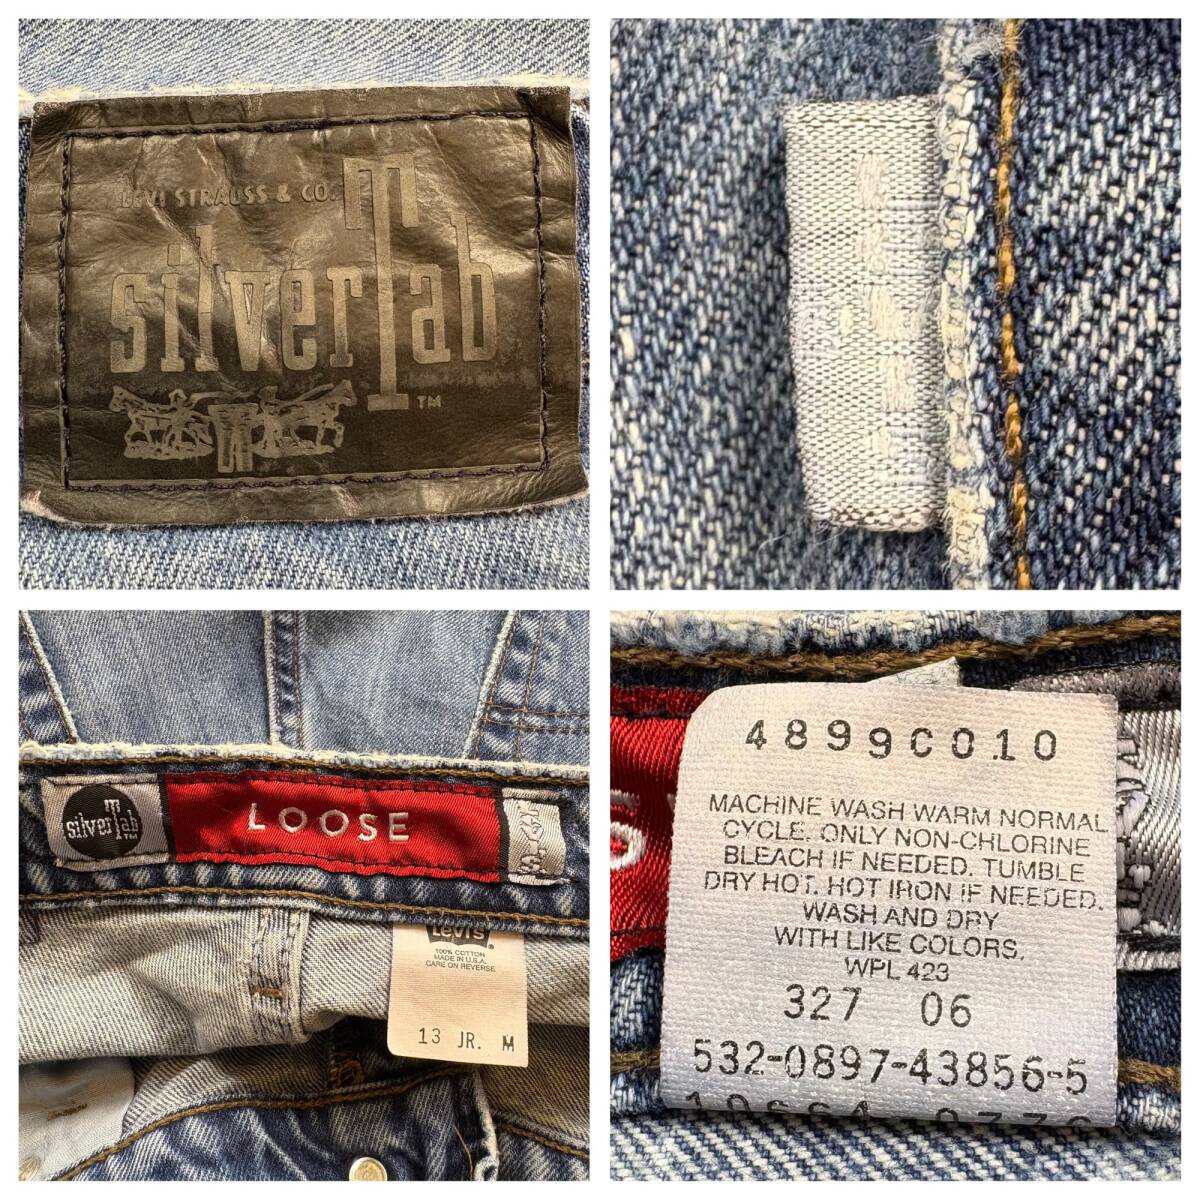 LEVI STRAUSS & CO.
silverTab
TM
silverTab
TM
LOOSE
Levi's
100% COTTON
MADE IN U.S.A.
CARE ON REVERSE
13 JR. M
4899C010
MACHINE WASH WARM NORMAL
CYCLE. ONLY NON-CHLORINE
BLEACH IF NEEDED. TUMBLE
DRY HOT. HOT IRON IF NEEDED.
WASH AND DRY
WITH LIKE COLORS.
WPL 423
327 06
532-0897-43856-5